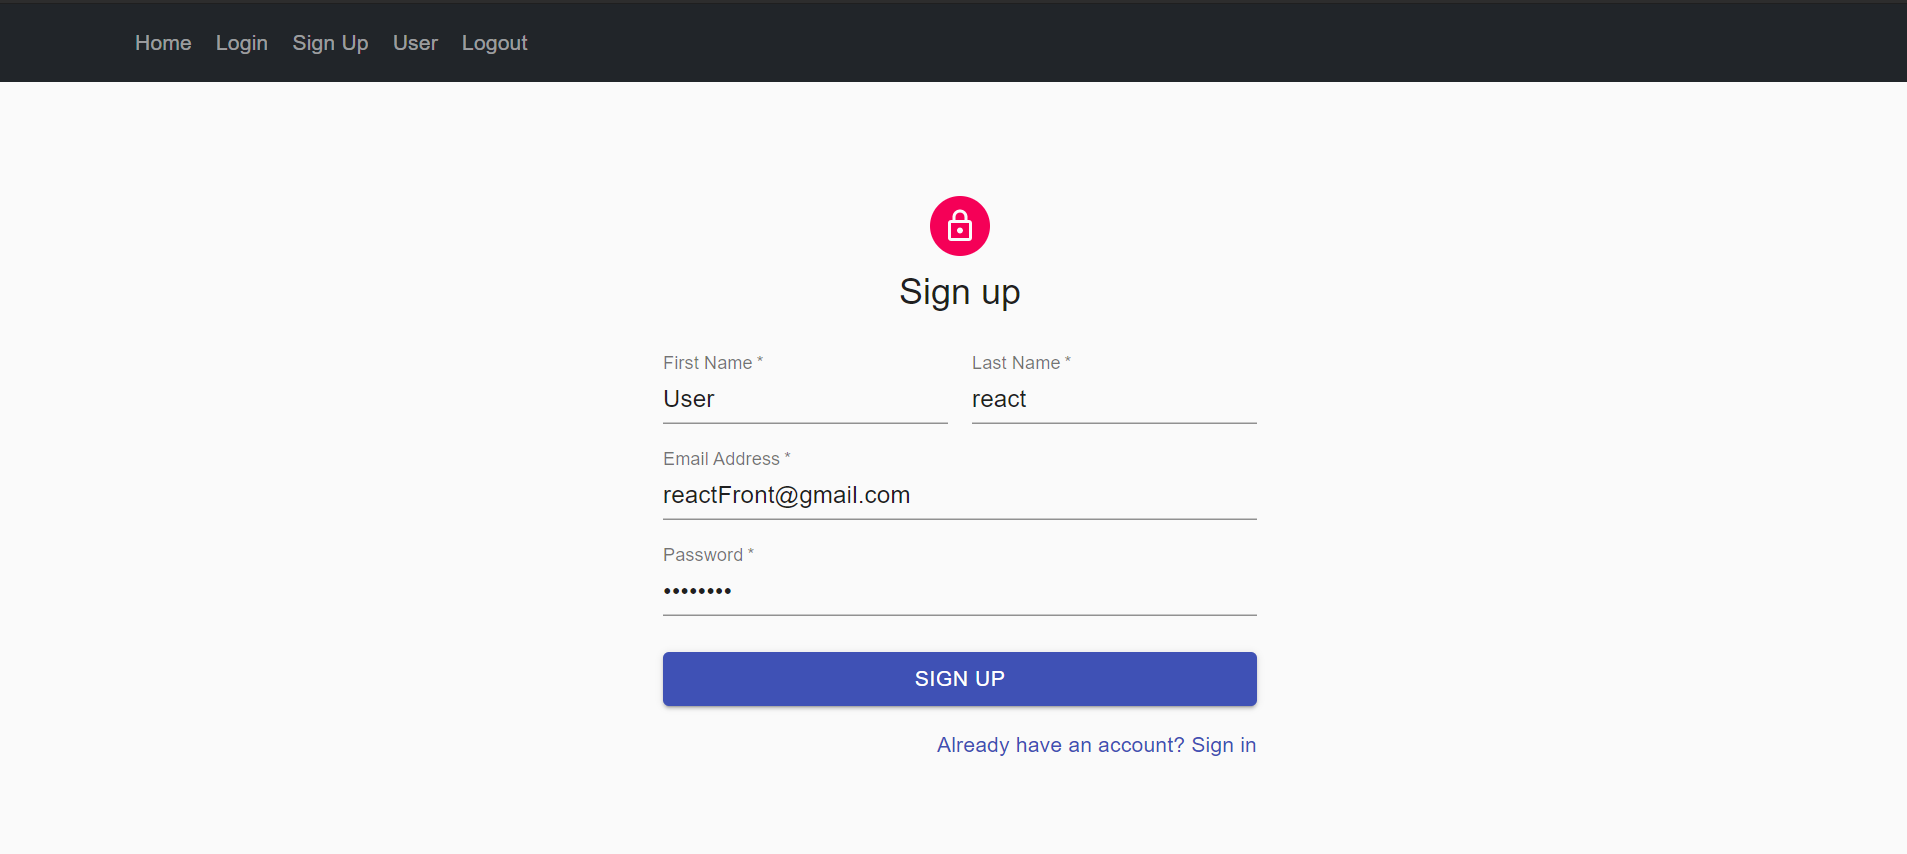 Home Login Sign Up User Logout
Sign up
First Name * Last Name *
User react
Email Address *
reactFront@gmail.com
Password *
••••••••
SIGN UP
Already have an account? Sign in